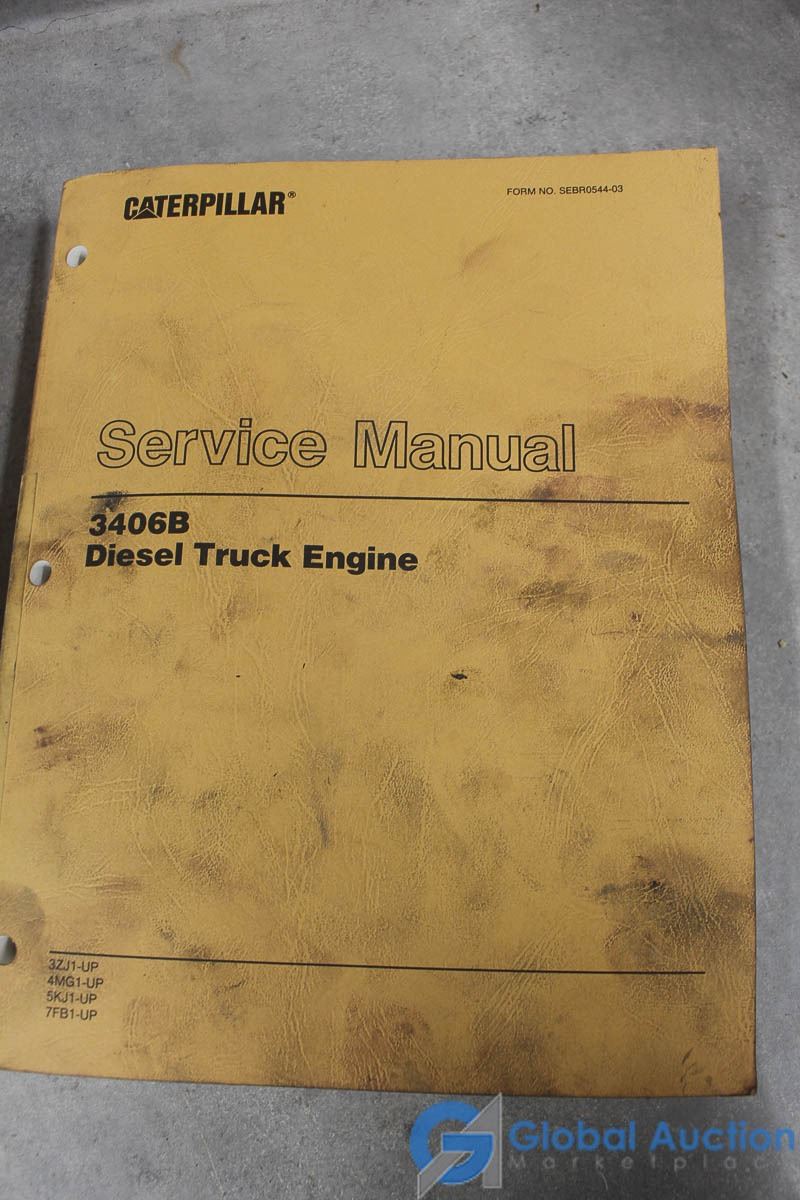 CATERPILLAR®
FORM NO. SEBR0544-03
Service Manual
3406B
Diesel Truck Engine
3ZJ1-UP
4MG1-UP
5KJ1-UP
7FB1-UP
Global Auction
Marketplac